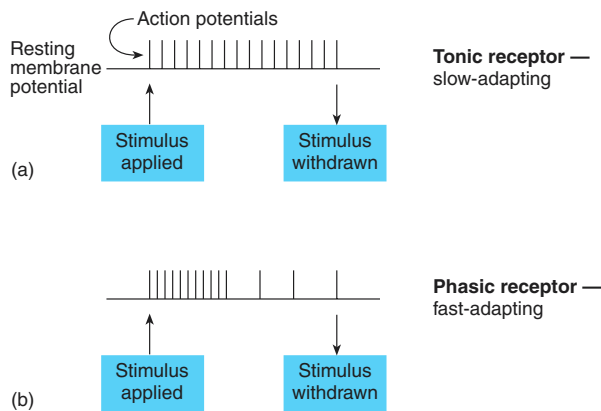 Action potentials
Resting
membrane
potential
Tonic receptor —
slow-adapting
Stimulus
applied
Stimulus
withdrawn
(a)
Phasic receptor —
fast-adapting
Stimulus
applied
Stimulus
withdrawn
(b)